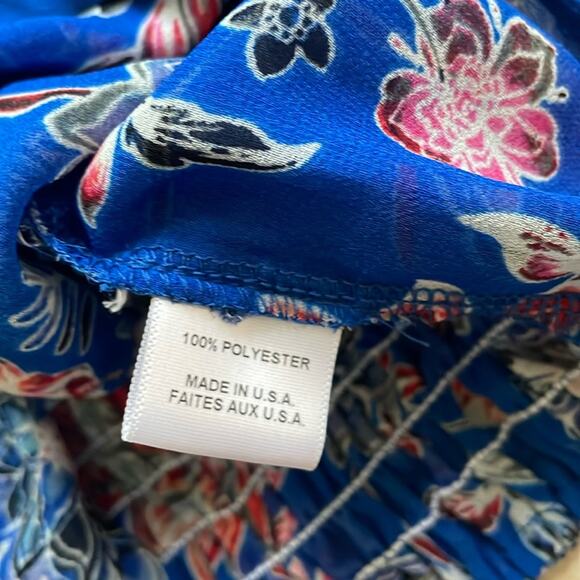 100% POLYESTER
MADE IN U.S.A.
FAITES AUX U.S.A.